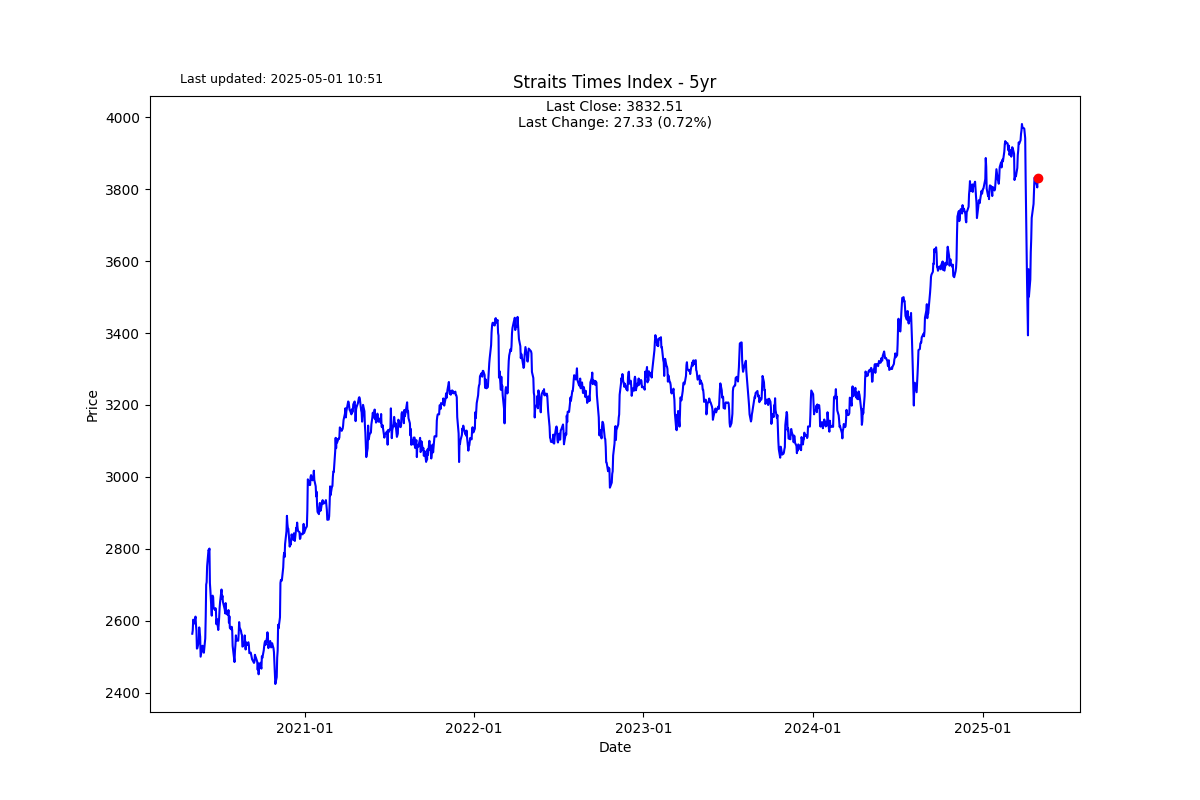 Last updated: 2025-05-01 10:51
Straits Times Index - 5yr
Last Close: 3832.51
Last Change: 27.33 (0.72%)
4000
3800
3600
3400
3200
3000
2800
2600
2400
Price
2021-01
2022-01
2023-01
2024-01
2025-01
Date